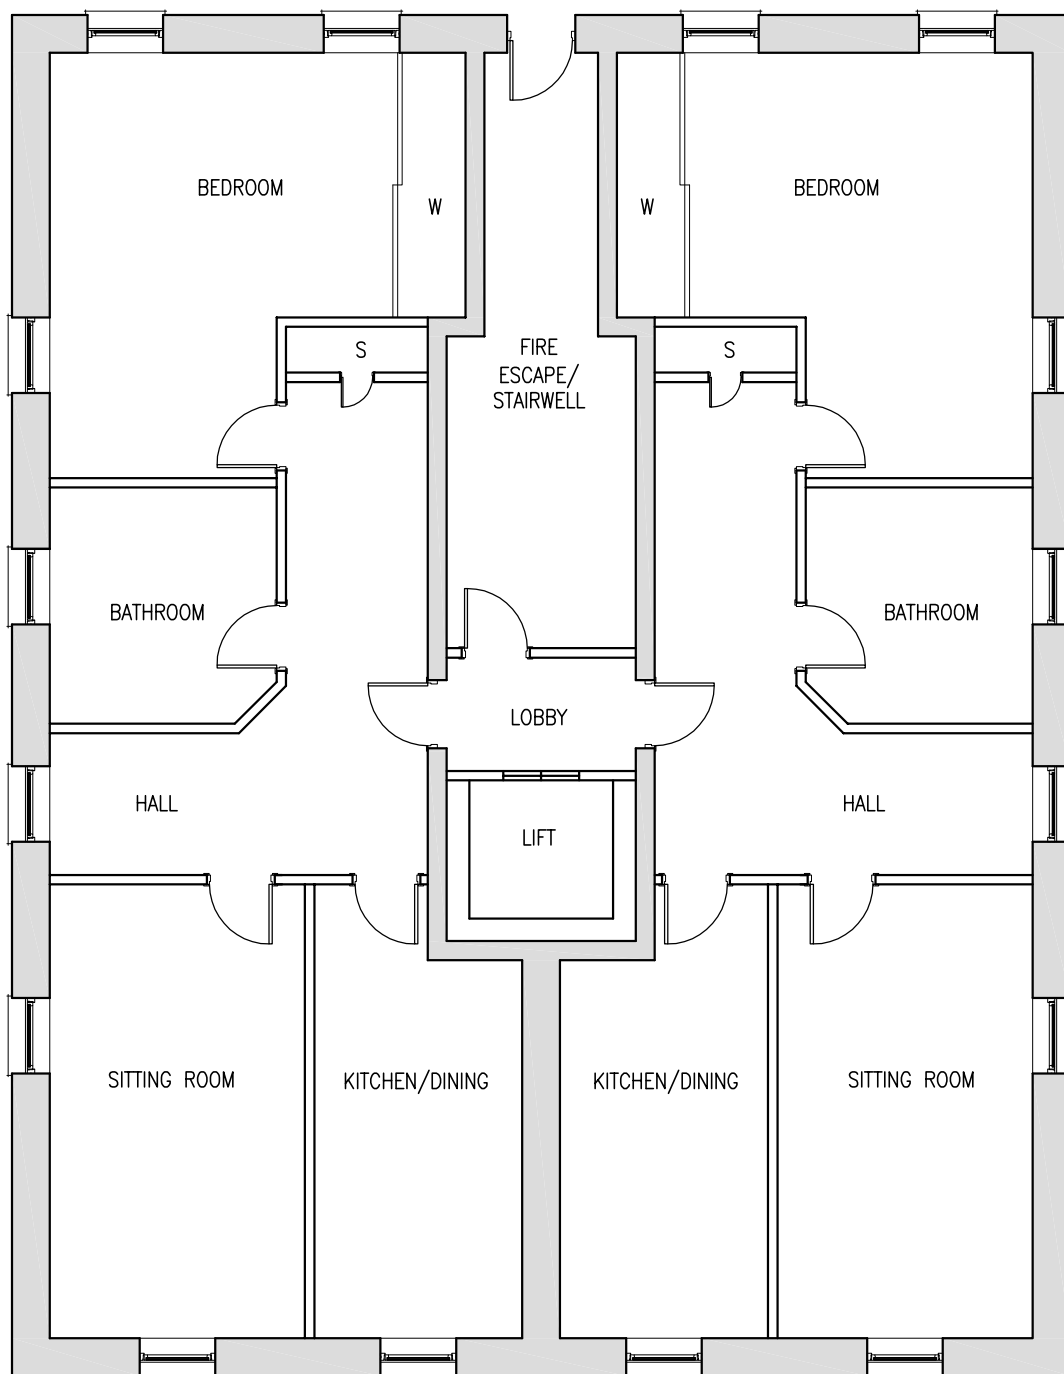 BEDROOM
W
W
BEDROOM
S
FIRE
ESCAPE/
STAIRWELL
S
BATHROOM
BATHROOM
LOBBY
HALL
HALL
LIFT
SITTING ROOM
KITCHEN/DINING
KITCHEN/DINING
SITTING ROOM